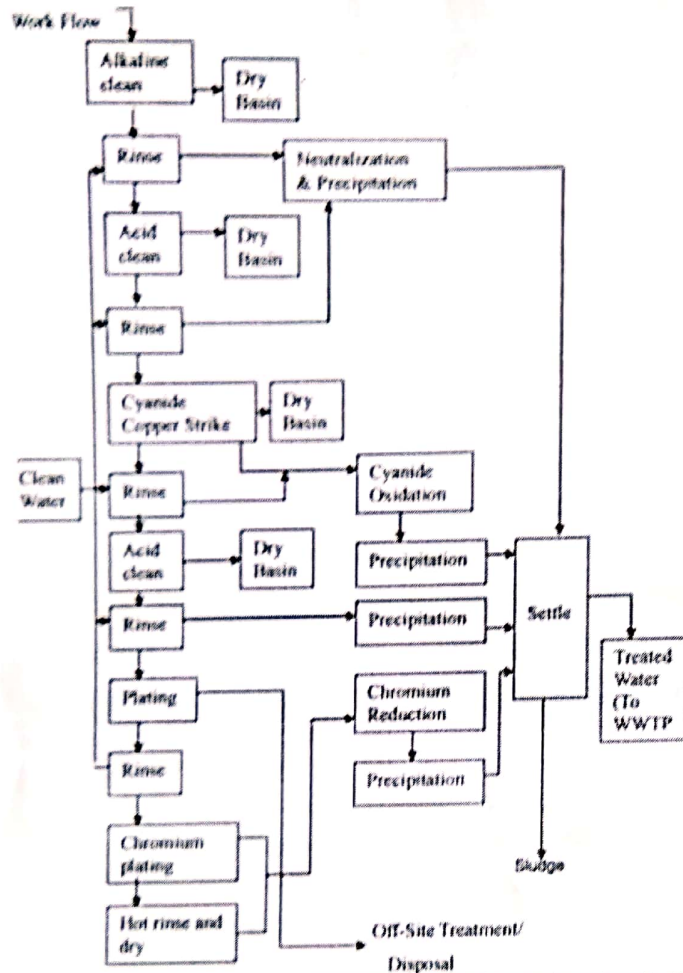 Work Flow
Alkaline
clean
Dry
Basin
Rinse
Neutralization
& Precipitation
Acid
clean
Dry
Basin
Rinse
Cyanide
Copper Strike
Dry
Basin
Clean
Water
Rinse
Cyanide
Oxidation
Acid
clean
Dry
Basin
Precipitation
Rinse
Precipitation
Settle
Treated
Water
(To
WWTP
Plating
Chromium
Reduction
Rinse
Precipitation
Chromium
plating
Sludge
Hot rinse and
dry
Off-Site Treatment/
Disposal